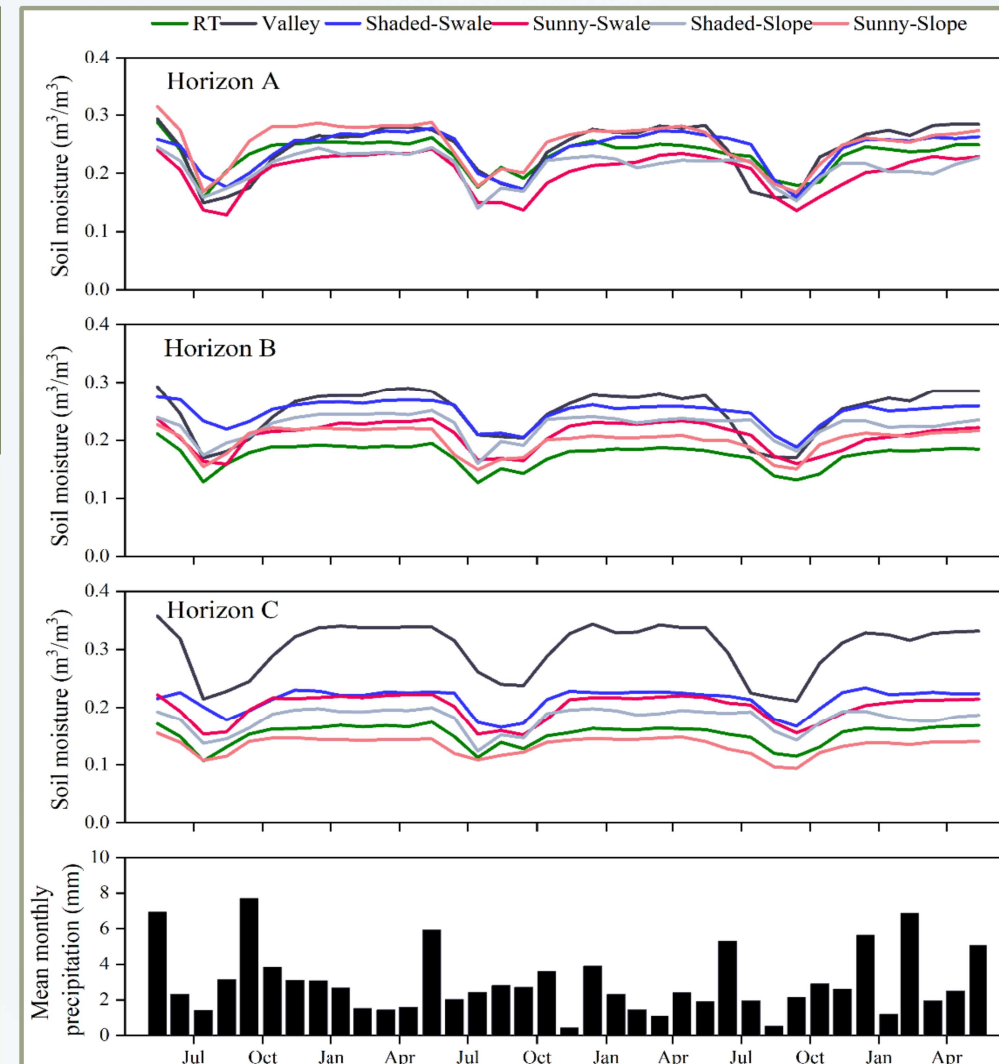 RT Valley Shaded-Swale Sunny-Swale Shaded-Slope Sunny-Slope
Horizon A
Soil moisture (m³/m³)
0.4
0.3
0.2
0.1
0.0
Horizon B
Soil moisture (m³/m³)
0.4
0.3
0.2
0.1
0.0
Horizon C
Soil moisture (m³/m³)
0.4
0.3
0.2
0.1
0.0
Mean monthly
precipitation (mm)
10
8
6
4
2
0
Jul Oct Jan Apr Jul Oct Jan Apr Jul Oct Jan Apr